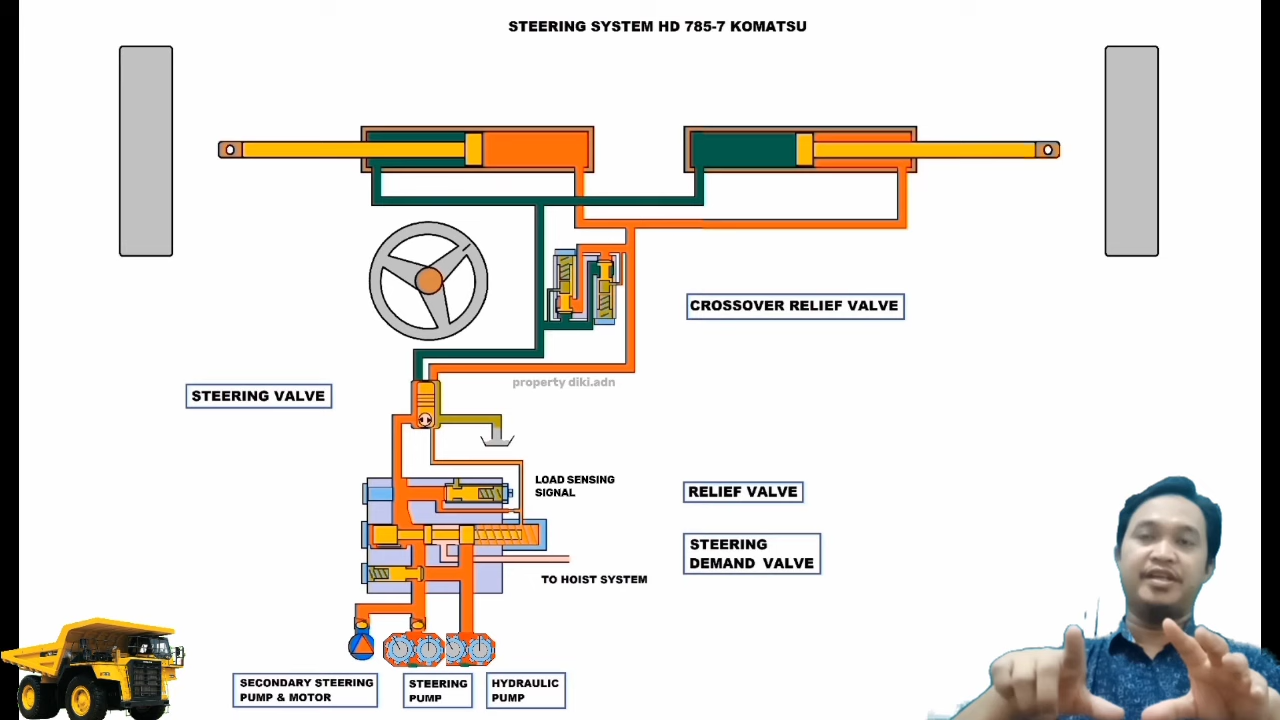 STEERING SYSTEM HD 785-7 KOMATSU
CROSSOVER RELIEF VALVE
property diki.adn
STEERING VALVE
LOAD SENSING
SIGNAL
RELIEF VALVE
STEERING
DEMAND VALVE
TO HOIST SYSTEM
SECONDARY STEERING
PUMP & MOTOR
STEERING
PUMP
HYDRAULIC
PUMP